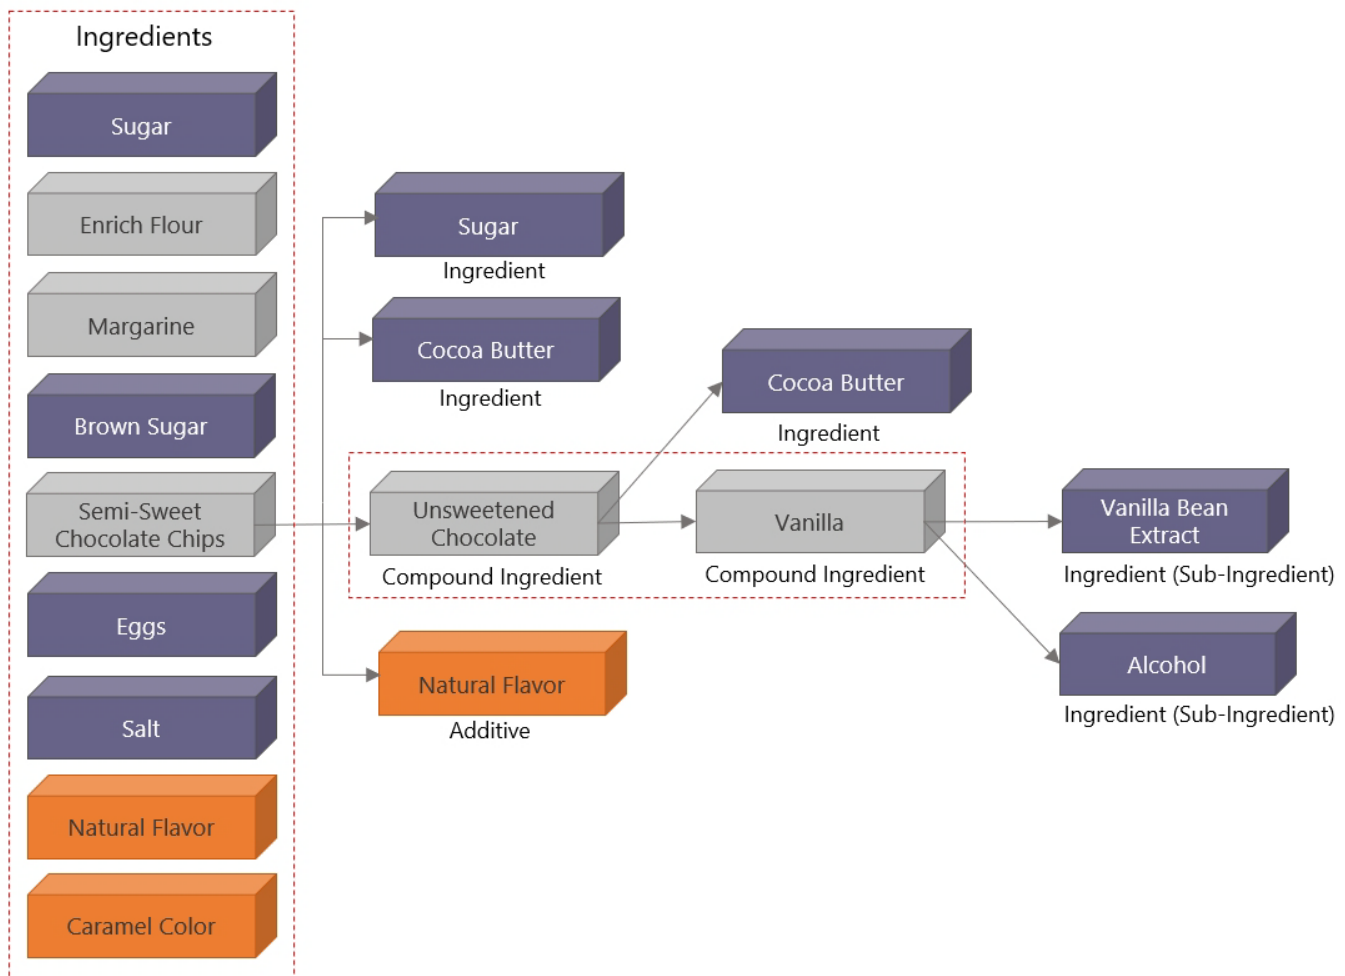 Ingredients
Sugar
Enrich Flour
Margarine
Brown Sugar
Semi-Sweet
Chocolate Chips
Eggs
Salt
Natural Flavor
Caramel Color
Sugar
Ingredient
Cocoa Butter
Ingredient
Unsweetened
Chocolate
Compound Ingredient
Natural Flavor
Additive
Cocoa Butter
Ingredient
Vanilla
Compound Ingredient
Vanilla Bean
Extract
Ingredient (Sub-Ingredient)
Alcohol
Ingredient (Sub-Ingredient)